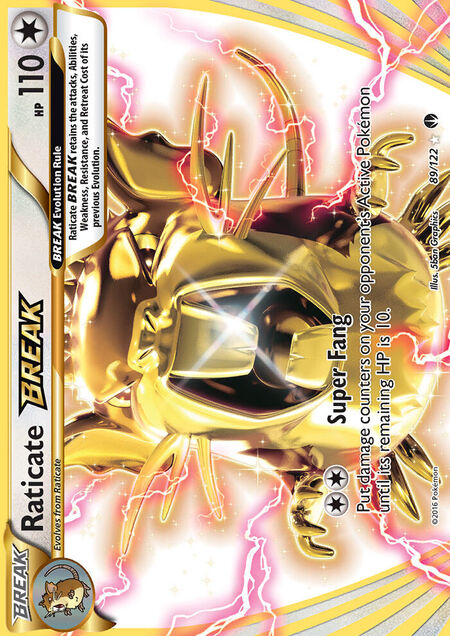 BREAK
Raticate BREAK
HP 110
Evolves from Raticate
BREAK Evolution Rule
Raticate BREAK retains the attacks, Abilities,
Weakness, Resistance, and Retreat Cost of its
previous Evolution.
Super Fang
Put damage counters on your opponent's Active Pokémon
until its remaining HP is 10.
©2016 Pokémon
Illus. 5ban Graphics
89/122